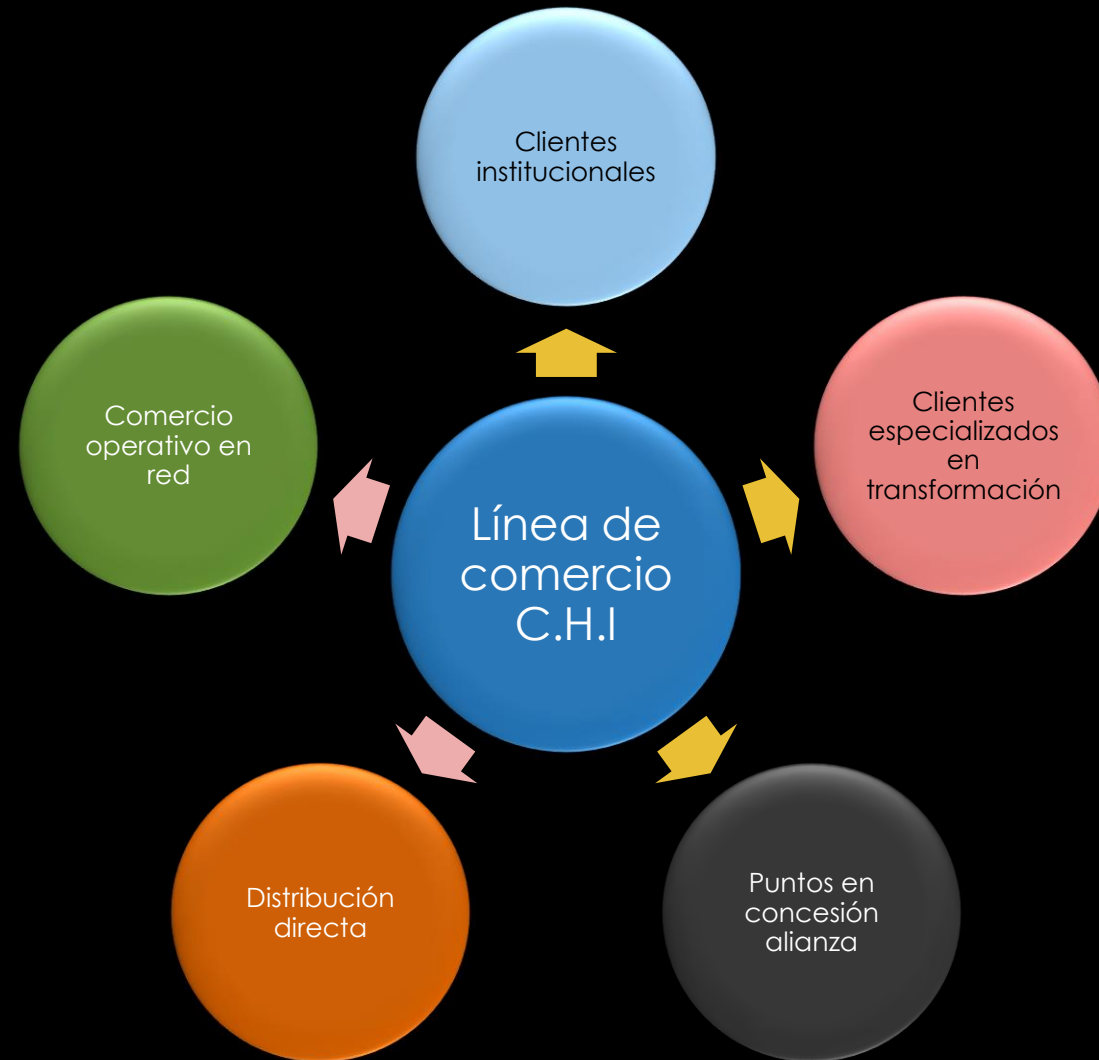 Clientes
institucionales
Clientes
especializados
en
transformación
Puntos en
concesión
alianza
Distribución
directa
Comercio
operativo en
red
Línea de
comercio
C.H.I